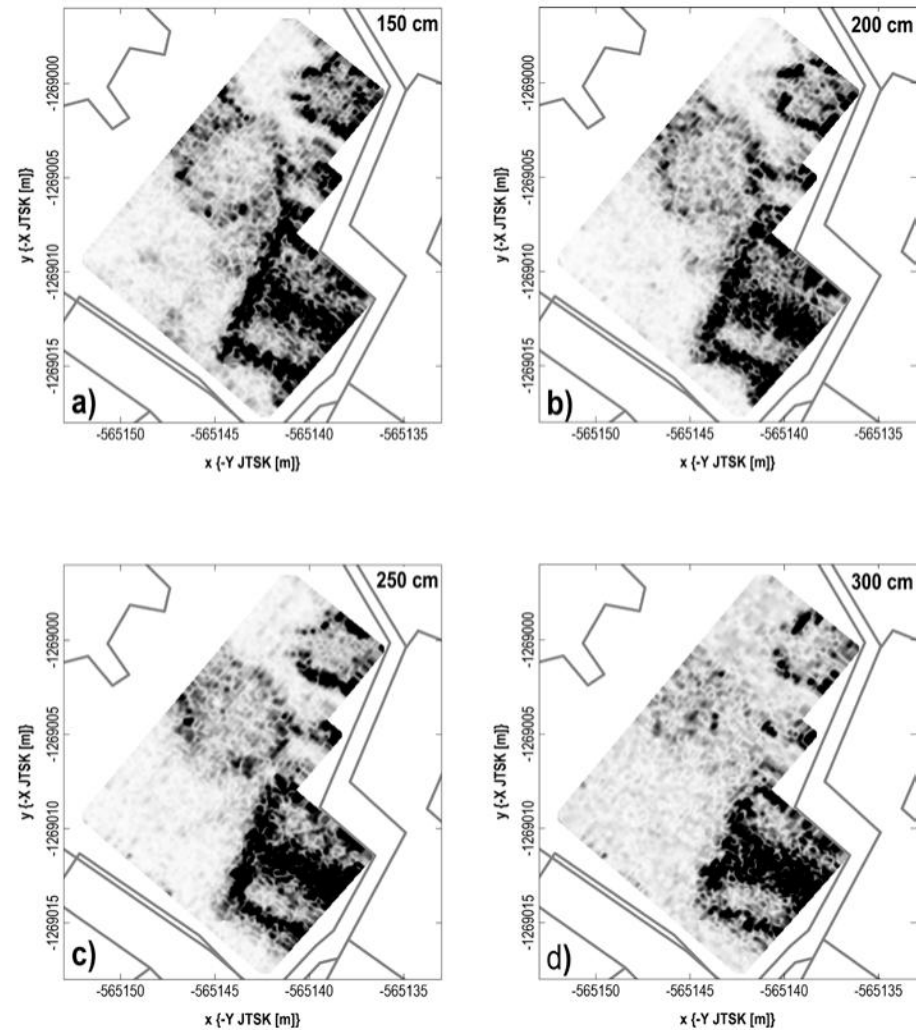 150 cm
-1269000
-1269005
-1269010
-1269015
y {-X JTSK [m]}
a)
-565150
-565145
-565140
-565135
x {-Y JTSK [m]}
200 cm
-1269000
-1269005
-1269010
-1269015
y {-X JTSK [m]}
b)
-565150
-565145
-565140
-565135
x {-Y JTSK [m]}
250 cm
-1269000
-1269005
-1269010
-1269015
y {-X JTSK [m]}
c)
-565150
-565145
-565140
-565135
x {-Y JTSK [m]}
300 cm
-1269000
-1269005
-1269010
-1269015
y {-X JTSK [m]}
d)
-565150
-565145
-565140
-565135
x {-Y JTSK [m]}